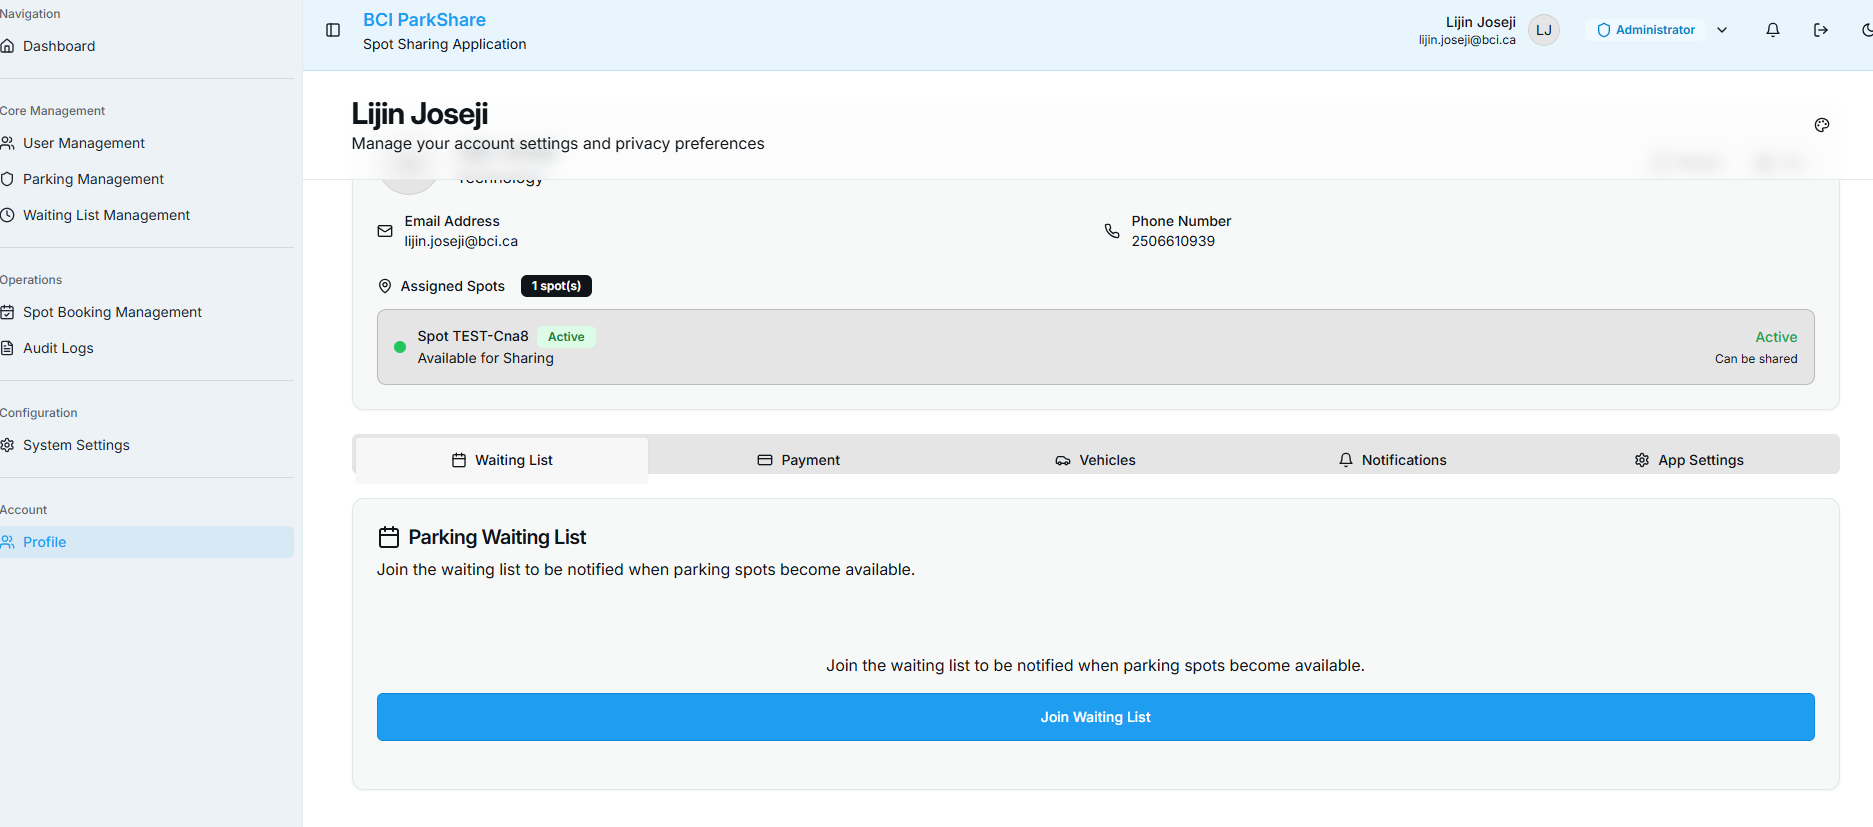 Navigation
Dashboard
Core Management
User Management
Parking Management
Waiting List Management
Operations
Spot Booking Management
Audit Logs
Configuration
System Settings
Account
Profile
BCI ParkShare
Spot Sharing Application
Lijin Joseji
lijin.joseji@bci.ca
LJ
Administrator
Lijin Joseji
Manage your account settings and privacy preferences
Technology
Email Address
lijin.joseji@bci.ca
Phone Number
2506610939
Assigned Spots 1 spot(s)
Spot TEST-Cna8 Active
Available for Sharing
Active
Can be shared
Waiting List
Payment
Vehicles
Notifications
App Settings
Parking Waiting List
Join the waiting list to be notified when parking spots become available.
Join the waiting list to be notified when parking spots become available.
Join Waiting List